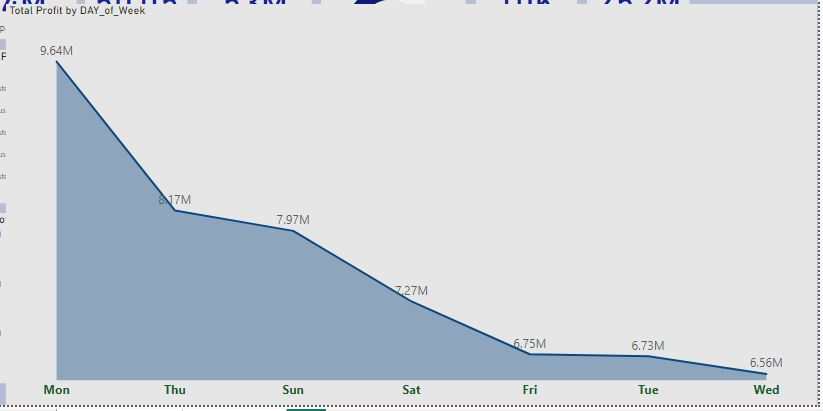 Total Profit by DAY_of_Week
9.64M
8.17M
7.97M
7.27M
6.75M
6.73M
6.56M
Mon Thu Sun Sat Fri Tue Wed